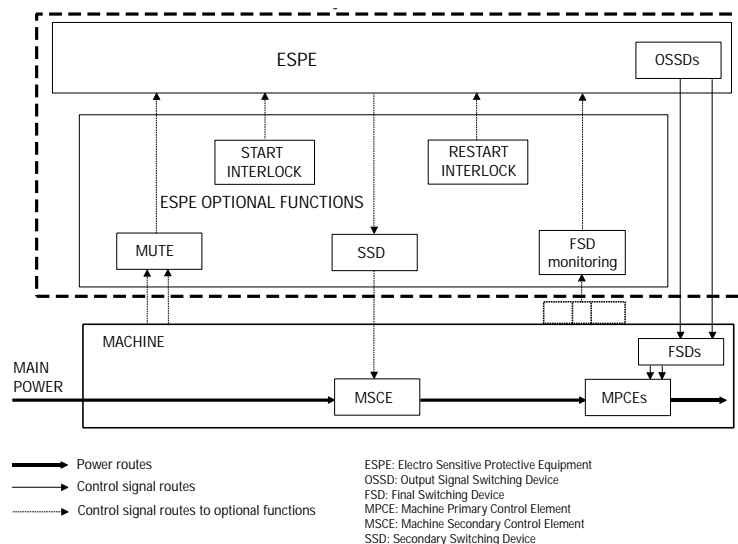 ESPE
OSSDs
START
INTERLOCK
RESTART
INTERLOCK
ESPE OPTIONAL FUNCTIONS
MUTE
SSD
FSD
monitoring
MACHINE
FSDs
MAIN
POWER
MSCE
MPCEs
Power routes
Control signal routes
Control signal routes to optional functions
ESPE: Electro Sensitive Protective Equipment
OSSD: Output Signal Switching Device
FSD: Final Switching Device
MPCE: Machine Primary Control Element
MSCE: Machine Secondary Control Element
SSD: Secondary Switching Device